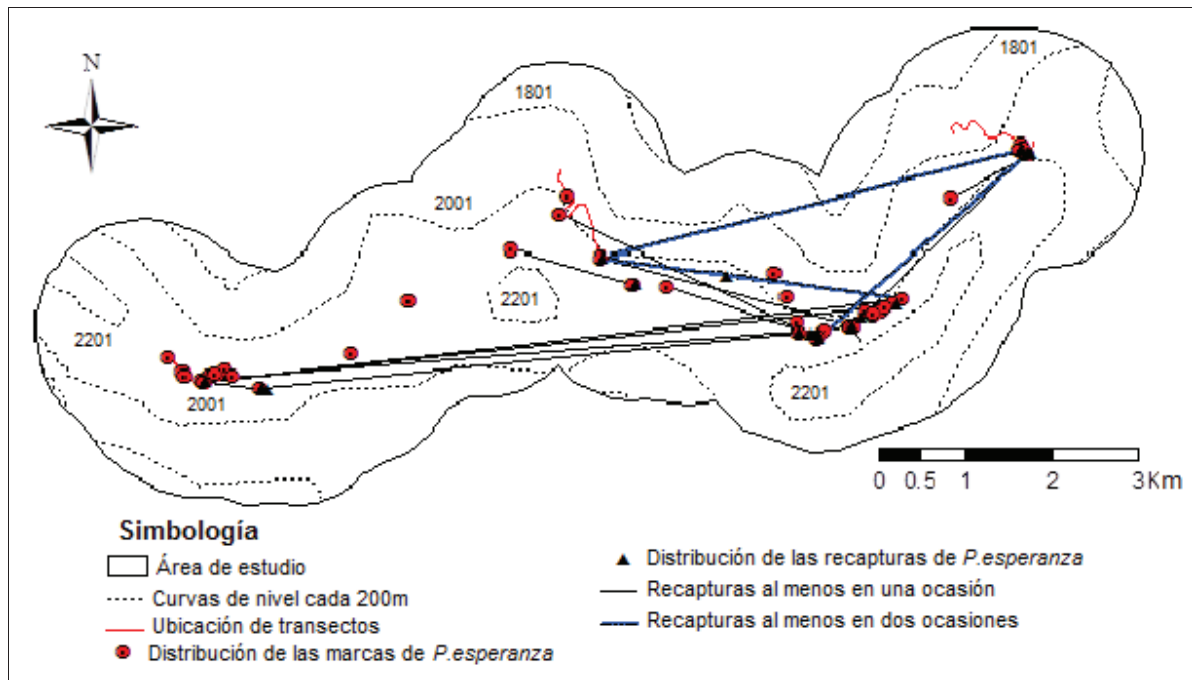 N
1801
1801
2001
2201
2201
2001
2201
0 0.5 1 2 3Km
Simbología
Área de estudio
Curvas de nivel cada 200m
Ubicación de transectos
Distribución de las marcas de P.esperanza
Distribución de las recapturas de P.esperanza
Recapturas al menos en una ocasión
Recapturas al menos en dos ocasiones